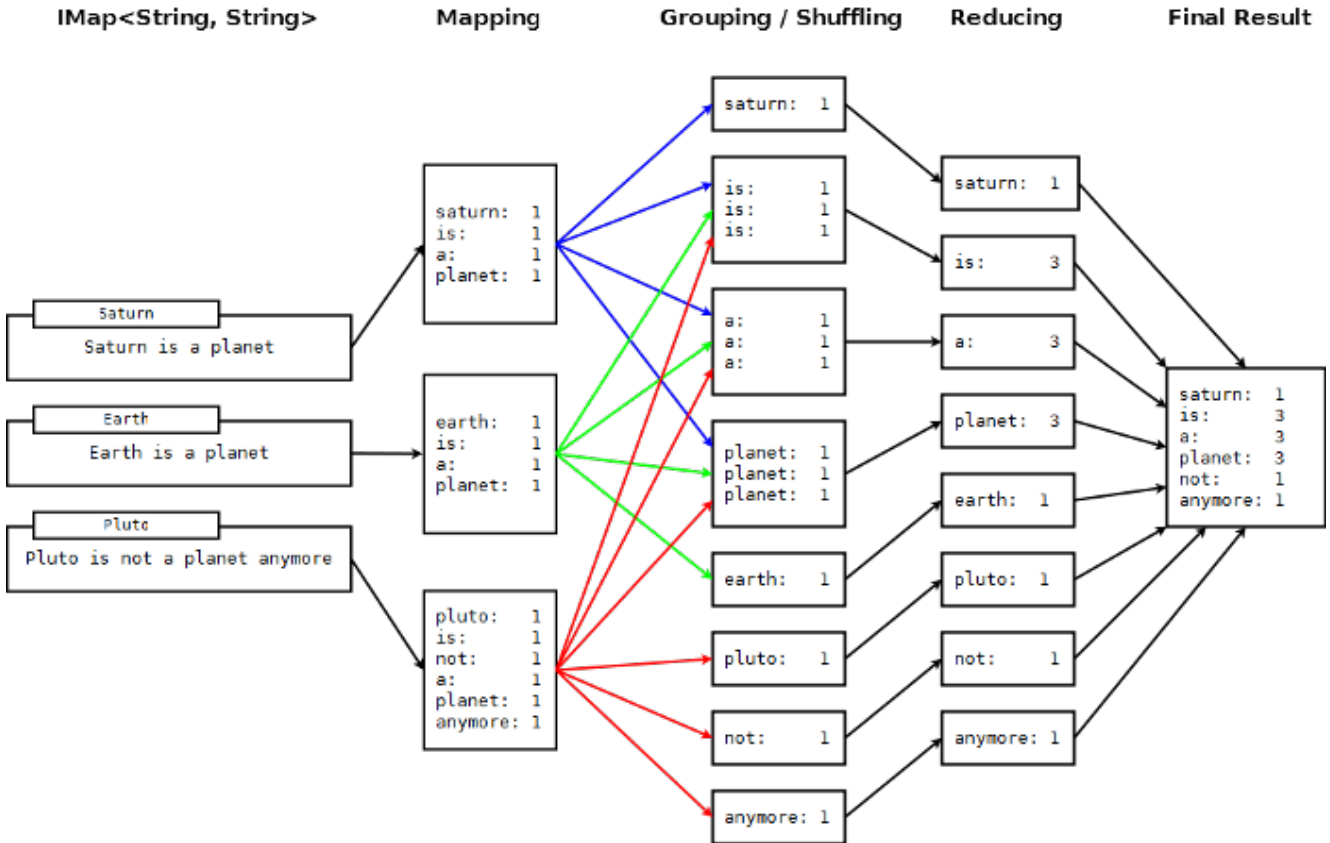 IMap<String, String>
Mapping
Grouping / Shuffling
Reducing
Final Result
Saturn
Saturn is a planet
Earth
Earth is a planet
Pluto
Pluto is not a planet anymore
saturn: 1
is: 1
a: 1
planet: 1
earth: 1
is: 1
a: 1
planet: 1
pluto: 1
is: 1
not: 1
a: 1
planet: 1
anymore: 1
saturn: 1
is: 1
is: 1
is: 1
a: 1
a: 1
a: 1
planet: 1
planet: 1
planet: 1
earth: 1
pluto: 1
not: 1
anymore: 1
saturn: 1
is: 3
a: 3
planet: 3
earth: 1
pluto: 1
not: 1
anymore: 1
saturn: 1
is: 3
a: 3
planet: 3
not: 1
anymore: 1